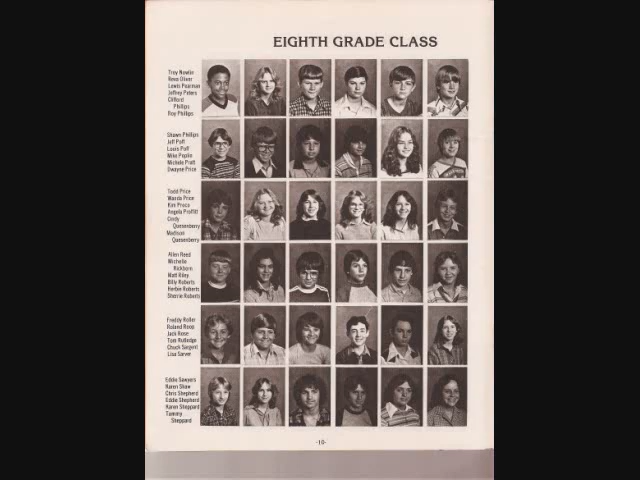 EIGHTH GRADE CLASS
Troy Nowlin
Rewa Oliver
Lewis Pearman
Jeffrey Peters
Clifford
Phillips
Roy Phillips
Shawn Phillips
Jeff Poff
Louis Poff
Mike Poplin
Michele Pratt
Dwayne Price
Todd Price
Wanda Price
Kim Proco
Angela Proffitt
Cindy
Quesenberry
Madison
Quesenberry
Allen Reed
Michelle
Richborn
Matt Riley
Billy Roberts
Herbie Roberts
Sherrie Roberts
Freddy Roller
Roland Roop
Jack Rose
Tom Rutledge
Chuck Sargent
Lisa Sarver
Eddie Sawyers
Karen Shaw
Chris Shepherd
Eddie Shepherd
Karen Sheppard
Tammy
Sheppard
-10-